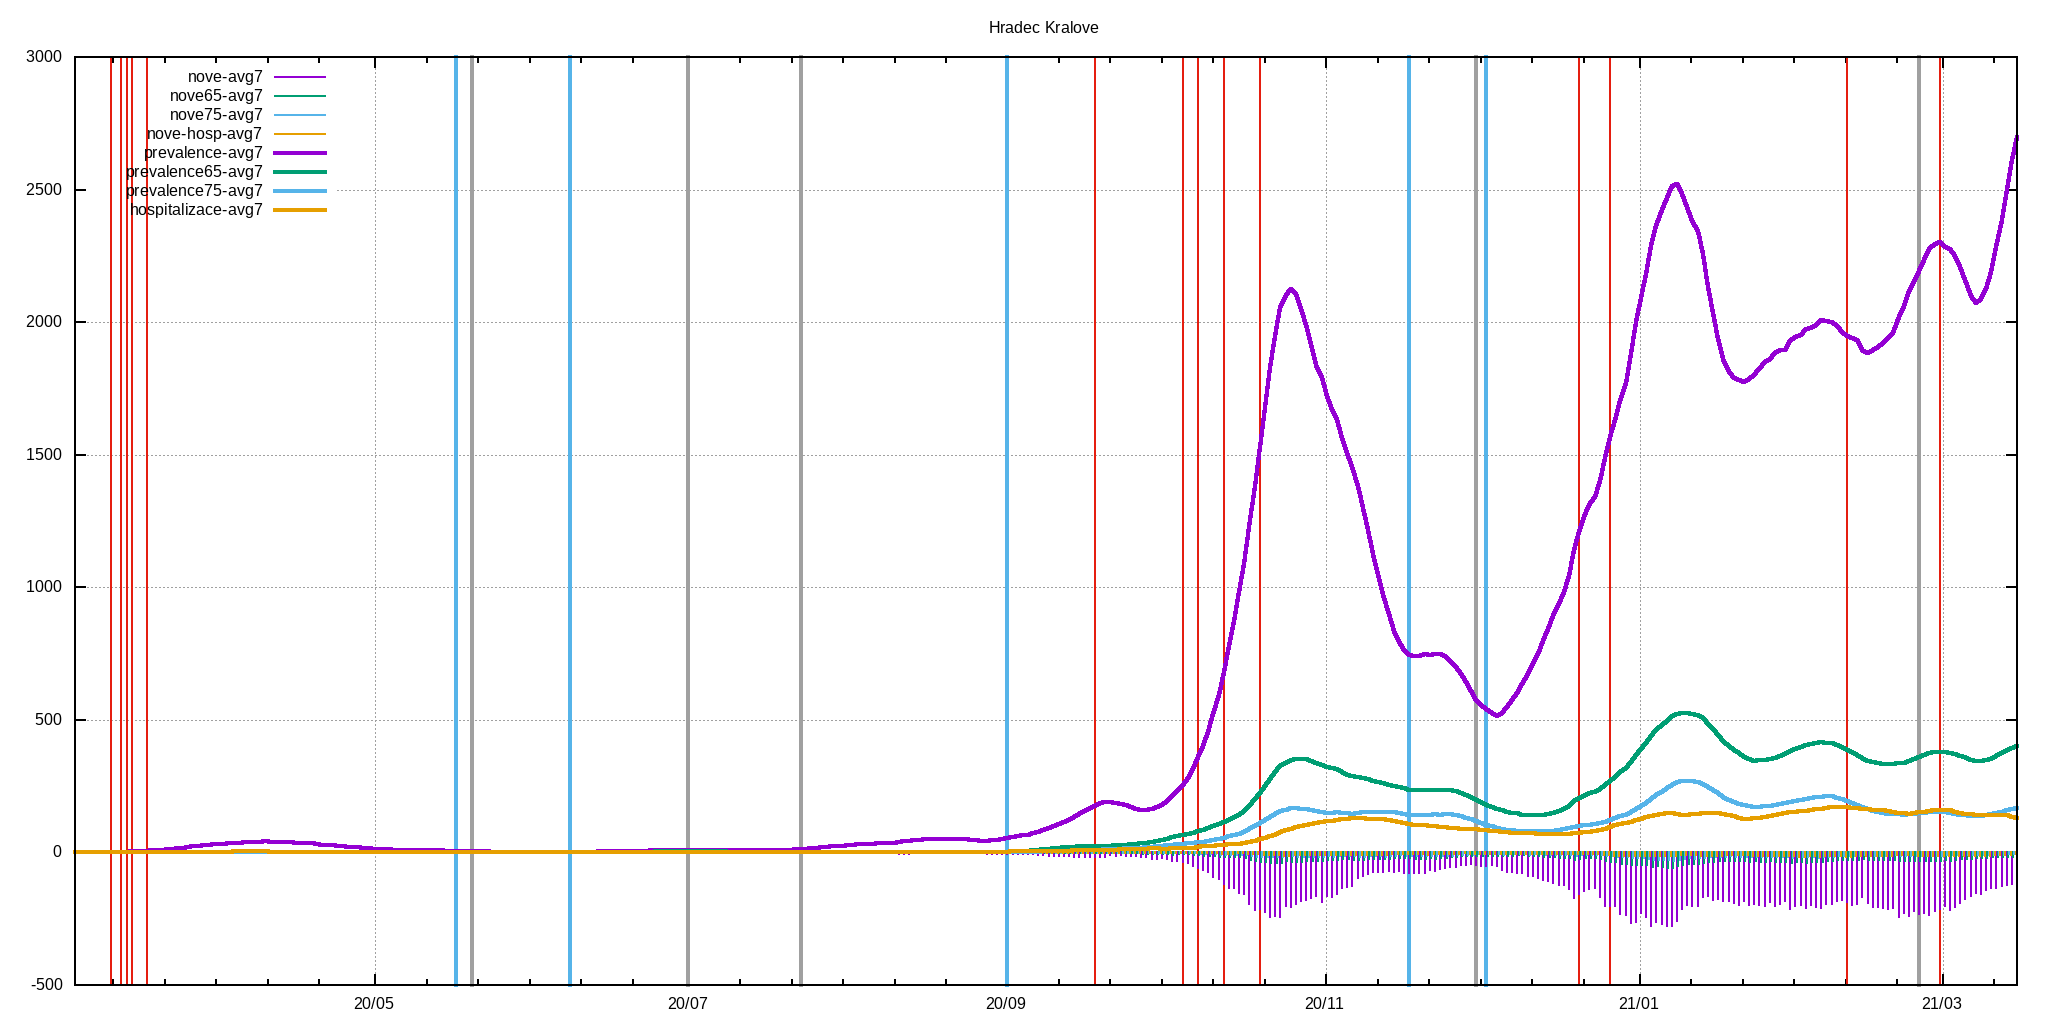 Hradec Kralove
3000
2500
2000
1500
1000
500
0
-500
nove-avg7
nove65-avg7
nove75-avg7
nove-hosp-avg7
prevalence-avg7
prevalence65-avg7
prevalence75-avg7
hospitalizace-avg7
20/05
20/07
20/09
20/11
21/01
21/03